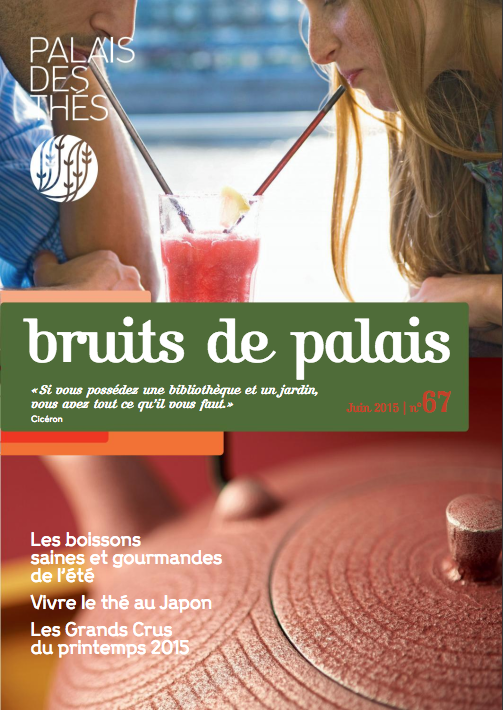 PALAIS
DES
THÉS
bruits de palais
« Si vous possédez une bibliothèque et un jardin,
vous avez tout ce qu'il vous faut.»
Cicéron
Juin. 2015 | n°67
Les boissons
saines et gourmandes
de l'été
Vivre le thé au Japon
Les Grands Crus
du printemps 2015